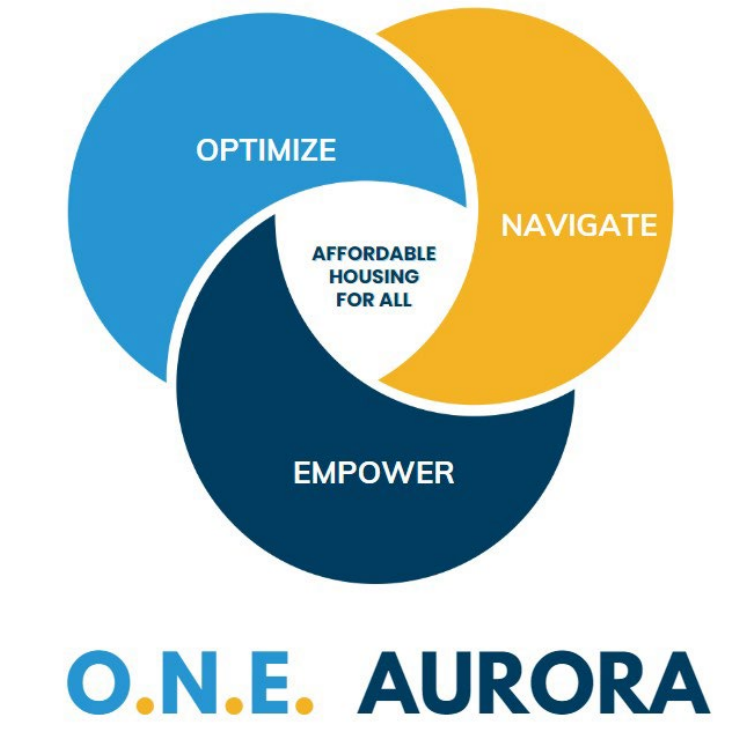 OPTIMIZE
NAVIGATE
AFFORDABLE
HOUSING
FOR ALL
EMPOWER
O.N.E. AURORA